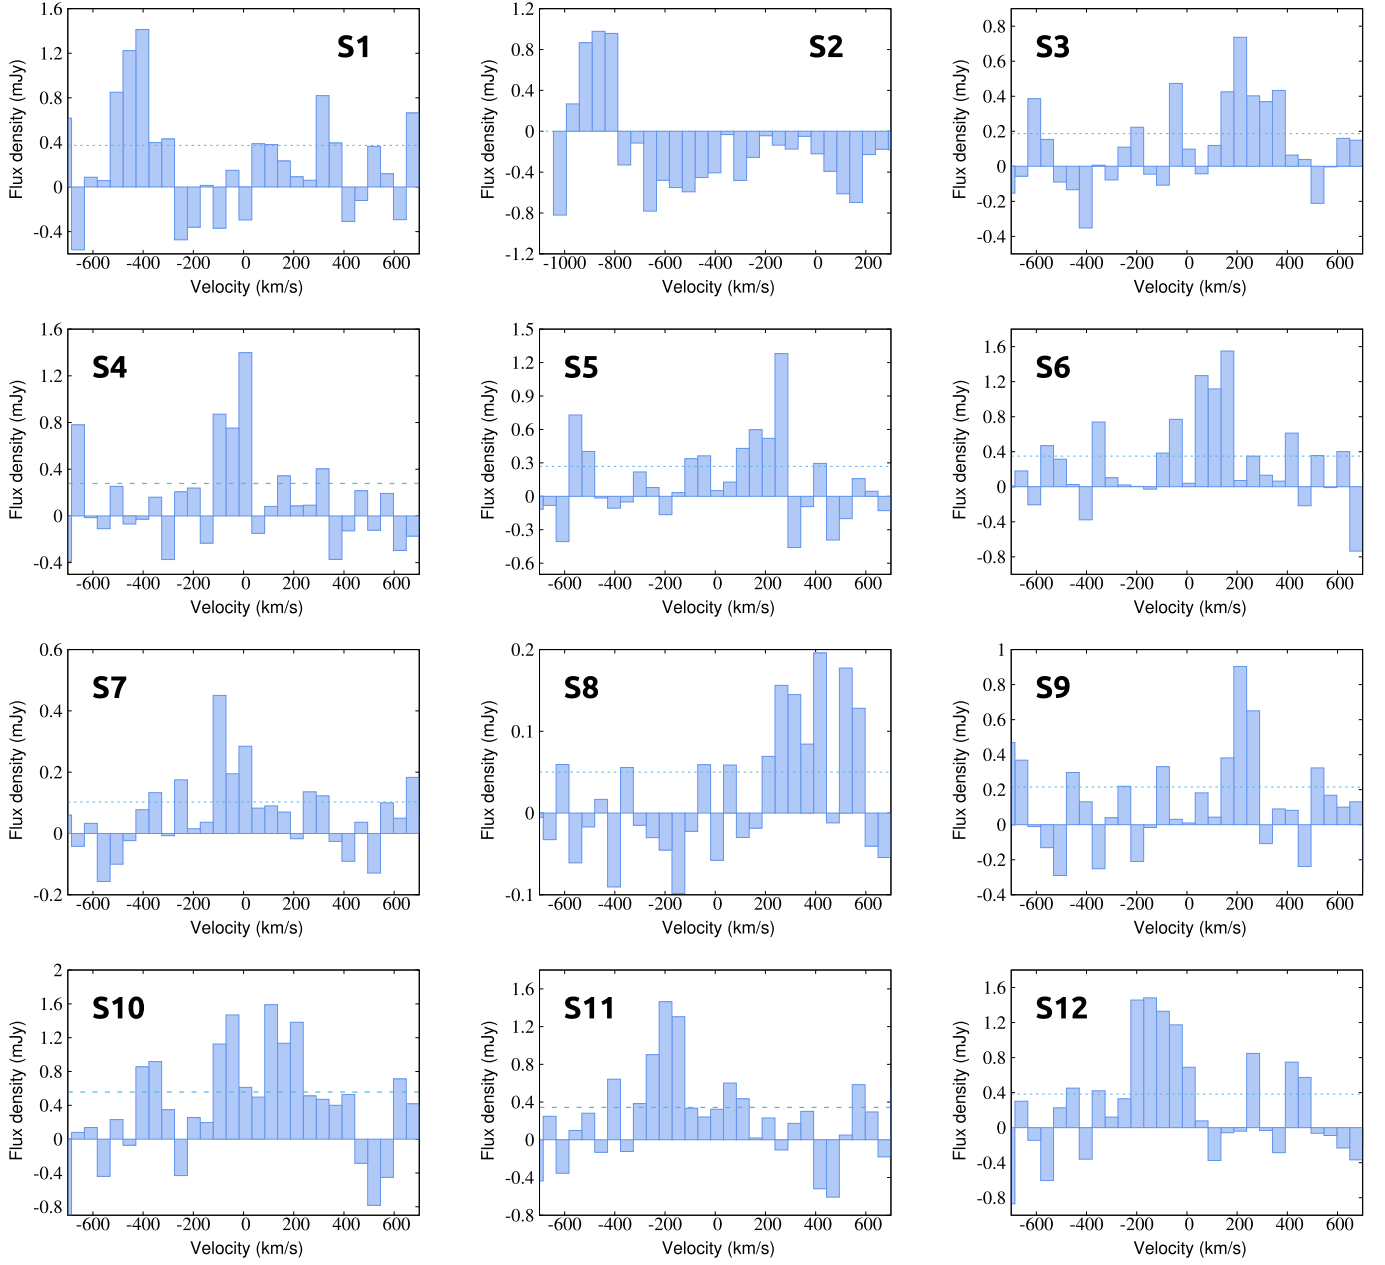 S1
Flux density (mJy)
1.6
1.2
0.8
0.4
0
-0.4
-600 -400 -200 0 200 400 600
Velocity (km/s)
S2
Flux density (mJy)
1.2
0.8
0.4
0
-0.4
-0.8
-1.2
-1000 -800 -600 -400 -200 0 200
Velocity (km/s)
S3
Flux density (mJy)
0.8
0.6
0.4
0.2
0
-0.2
-0.4
-600 -400 -200 0 200 400 600
Velocity (km/s)
S4
Flux density (mJy)
1.6
1.2
0.8
0.4
0
-0.4
-600 -400 -200 0 200 400 600
Velocity (km/s)
S5
Flux density (mJy)
1.5
1.2
0.9
0.6
0.3
0
-0.3
-0.6
-600 -400 -200 0 200 400 600
Velocity (km/s)
S6
Flux density (mJy)
1.6
1.2
0.8
0.4
0
-0.4
-0.8
-600 -400 -200 0 200 400 600
Velocity (km/s)
S7
Flux density (mJy)
0.6
0.4
0.2
0
-0.2
-600 -400 -200 0 200 400 600
Velocity (km/s)
S8
Flux density (mJy)
0.2
0.1
0
-0.1
-600 -400 -200 0 200 400 600
Velocity (km/s)
S9
Flux density (mJy)
1
0.8
0.6
0.4
0.2
0
-0.2
-0.4
-600 -400 -200 0 200 400 600
Velocity (km/s)
S10
Flux density (mJy)
2
1.6
1.2
0.8
0.4
0
-0.4
-0.8
-600 -400 -200 0 200 400 600
Velocity (km/s)
S11
Flux density (mJy)
1.6
1.2
0.8
0.4
0
-0.4
-0.8
-600 -400 -200 0 200 400 600
Velocity (km/s)
S12
Flux density (mJy)
1.6
1.2
0.8
0.4
0
-0.4
-0.8
-600 -400 -200 0 200 400 600
Velocity (km/s)